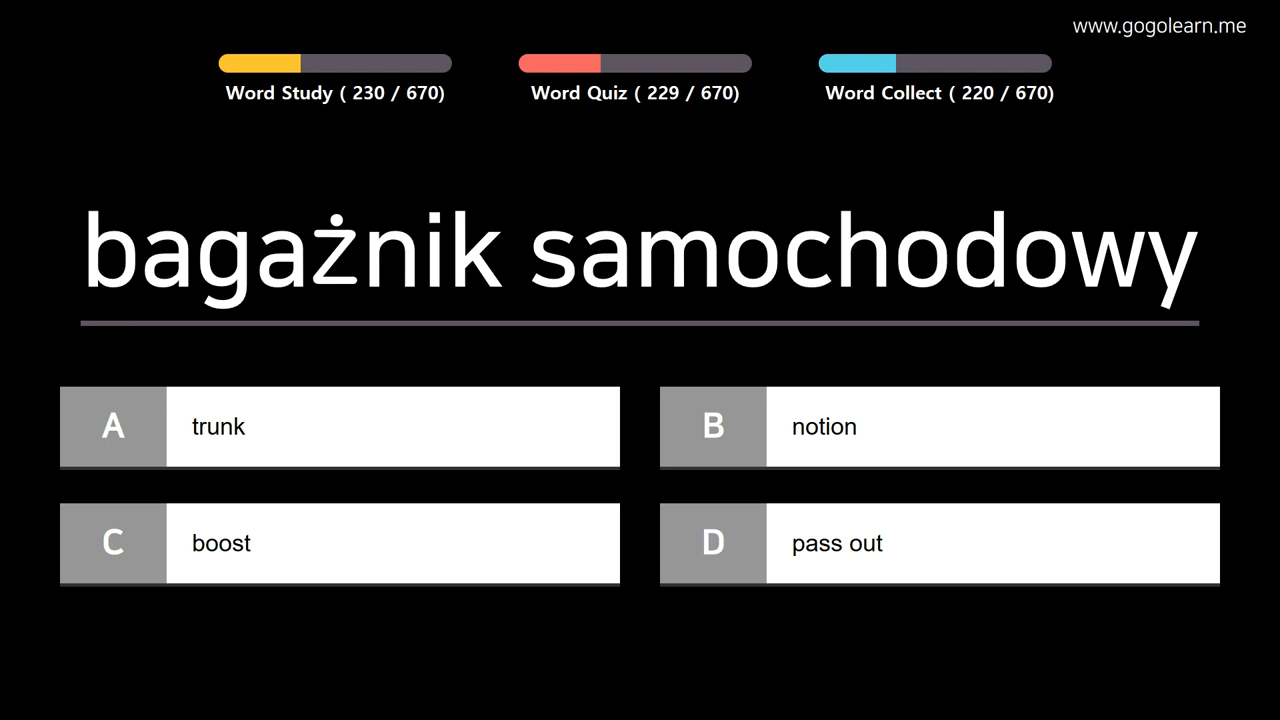 www.gogolearn.me
Word Study ( 230 / 670)
Word Quiz ( 229 / 670)
Word Collect ( 220 / 670)
bagażnik samochodowy
A trunk
B notion
C boost
D pass out